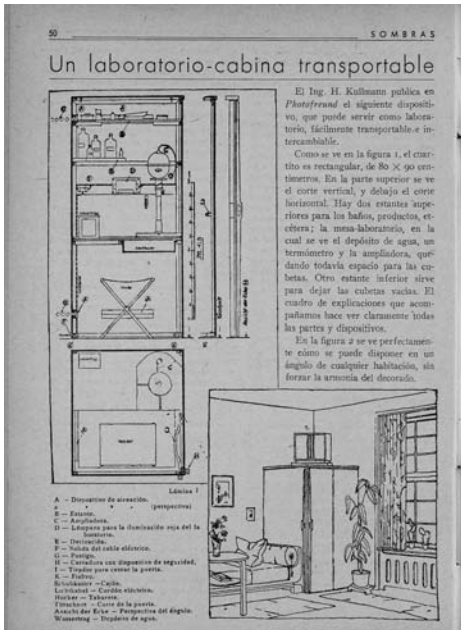 50
SOMBRAS
Un laboratorio-cabina transportable
El Ing. H. Kullmann publica en
Photofreund el siguiente dispositi-
vo, que puede servir como labora-
torio, fácilmente transportable e in-
tercambiable.
Como se ve en la figura 1, el cuar-
tito es rectangular, de 80 × 90 cen-
tímetros. En la parte superior se ve
el corte vertical, y debajo el corte
horizontal. Hay dos estantes supe-
riores para los baños, productos, et-
cétera; la mesa-laboratorio, en la
cual se ve el depósito de agua, un
termómetro y la ampliadora, que-
dando todavía espacio para las cu-
betas. Otro estante inferior sirve
para dejar las cubetas vacías. El
cuadro de explicaciones que acom-
pañamos hace ver claramente todas
las partes y dispositivos.
En la figura 2 se ve perfectamen-
te cómo se puede disponer en un
ángulo de cualquier habitación, sin
forzar la armonía del decorado.
Lámina I
A — Dispositivo de aireación.
(perspectiva)
B — Estante.
C — Ampliadora.
D — Lámpara para la iluminación roja del la
boratorio.
E — Derivación.
F — Salida del cable eléctrico.
G — Postigo.
H — Cerradura con dispositivo de seguridad.
I — Tirador para cerrar la puerta.
K — Fieltro.
Schubkasten — Cajón.
Lichtkabel — Cordón eléctrico.
Hocker — Taburete.
Türschnitt — Corte de la puerta.
Ansicht der Ecke — Perspectiva del ángulo.
Wassertrog — Depósito de agua.